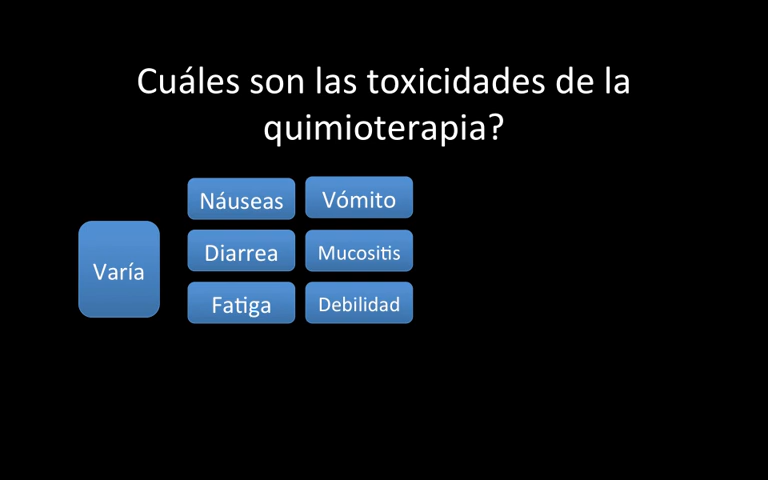 Cuáles son las toxicidades de la
quimioterapia?
Náuseas
Vómito
Varía
Diarrea
Mucositis
Fatiga
Debilidad